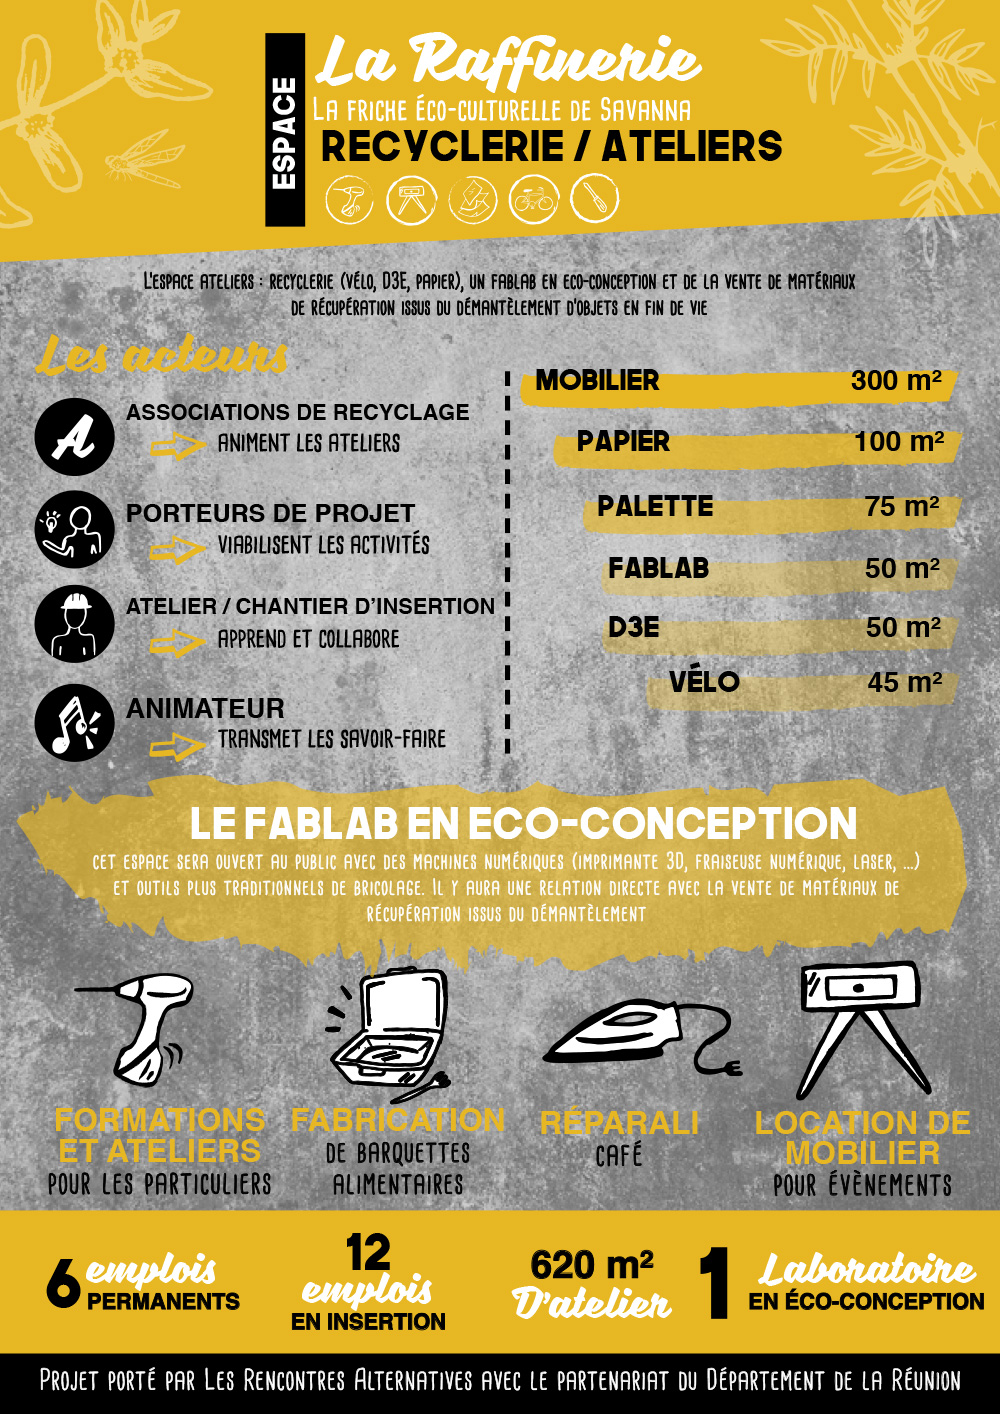 ESPACE
La Raffinerie
La friche éco-culturelle de Savanna
RECYCLERIE / ATELIERS
L'espace ateliers : recyclerie (vélo, D3E, papier), un fablab en eco-conception et de la vente de matériaux
de récupération issus du démantèlement d'objets en fin de vie
Les acteurs
A
ASSOCIATIONS DE RECYCLAGE
animent les ateliers
PORTEURS DE PROJET
viabilisent les activités
ATELIER / CHANTIER D'INSERTION
apprend et collabore
ANIMATEUR
transmet les savoir-faire
MOBILIER 300 m²
PAPIER 100 m²
PALETTE 75 m²
FABLAB 50 m²
D3E 50 m²
VÉLO 45 m²
LE FABLAB EN ECO-CONCEPTION
cet espace sera ouvert au public avec des machines numériques (imprimante 3D, fraiseuse numérique, laser, ...)
et outils plus traditionnels de bricolage. Il y aura une relation directe avec la vente de matériaux de
récupération issus du démantèlement
FORMATIONS
ET ATELIERS
pour les particuliers
FABRICATION
de barquettes
alimentaires
RÉPARALI
café
LOCATION DE
MOBILIER
pour évènements
6 emplois
PERMANENTS
12
emplois
EN INSERTION
620 m²
D'atelier
1 Laboratoire
EN ÉCO-CONCEPTION
Projet porté par Les Rencontres Alternatives avec le partenariat du Département de la Réunion